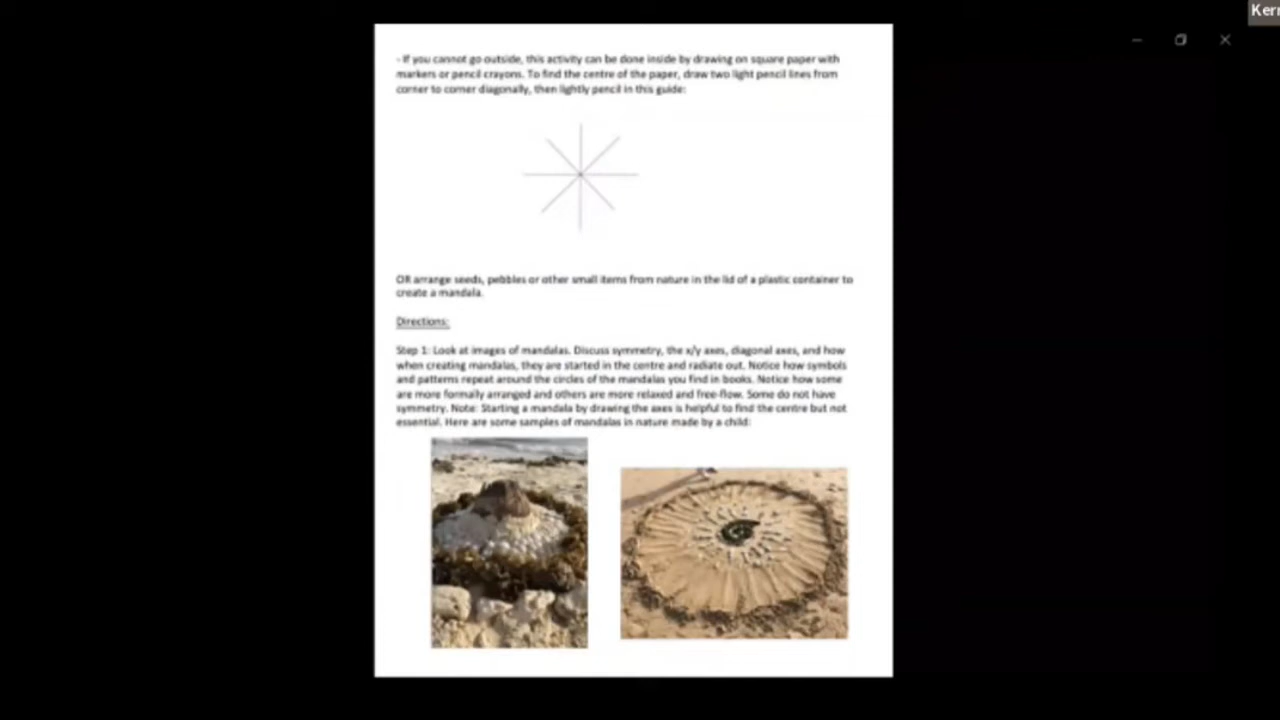 Kerr
- If you cannot go outside, this activity can be done inside by drawing on square paper with
markers or pencil crayons. To find the centre of the paper, draw two light pencil lines from
corner to corner diagonally, then lightly pencil in this guide:
OR arrange seeds, pebbles or other small items from nature in the lid of a plastic container to
create a mandala.
Directions:
Step 1: Look at images of mandalas. Discuss symmetry, the x/y axes, diagonal axes, and how
when creating mandalas, they are started in the centre and radiate out. Notice how symbols
and patterns repeat around the circles of the mandalas you find in books. Notice how some
are more formally arranged and others are more relaxed and free-flow. Some do not have
symmetry. Note: Starting a mandala by drawing the axes is helpful to find the centre but not
essential. Here are some samples of mandalas in nature made by a child: